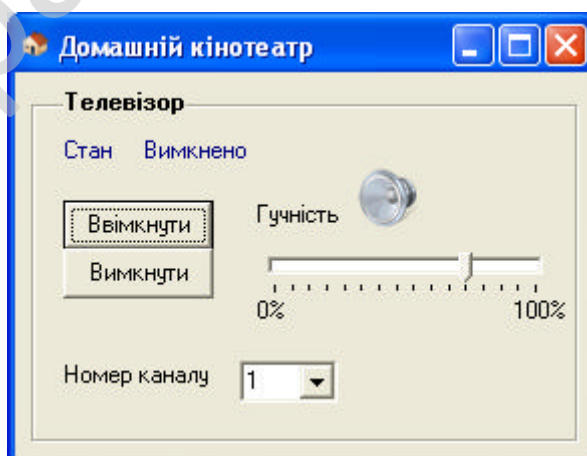 Домашній кінотеатр
Телевізор
Стан Вимкнено
Ввімкнути
Гучність
Вимкнути
0% 100%
Номер каналу 1